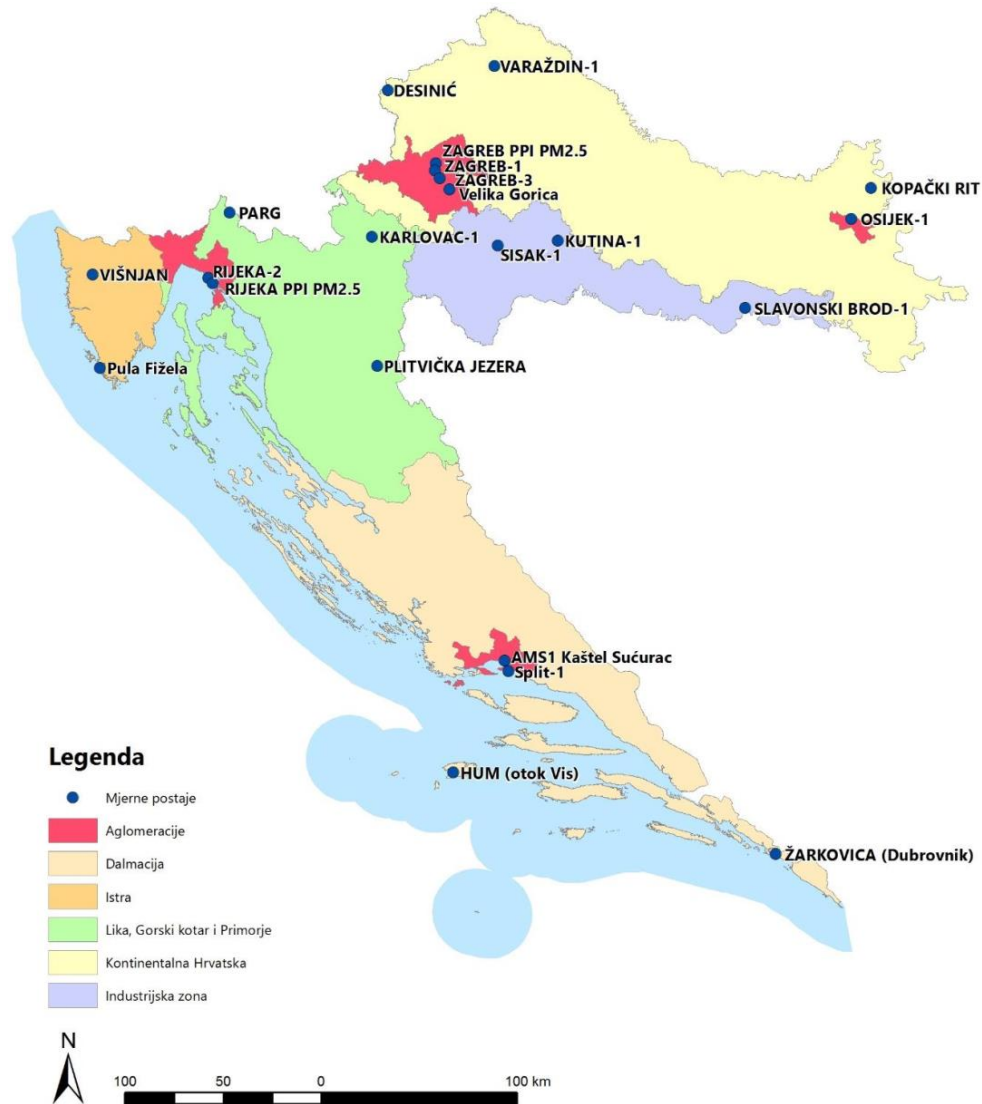 VARAŽDIN-1
DESINIĆ
ZAGREB PPI PM2.5
ZAGREB-1
ZAGREB-3
Velika Gorica
KOPAČKI RIT
OSIJEK-1
PARG
KARLOVAC-1
KUTINA-1
SISAK-1
VIŠNJAN
RIJEKA-2
RIJEKA PPI PM2.5
SLAVONSKI BROD-1
Pula Fižela
PLITVIČKA JEZERA
AMS1 Kaštel Sućurac
Split-1
HUM (otok Vis)
ŽARKOVICA (Dubrovnik)
Legenda
Mjerne postaje
Aglomeracije
Dalmacija
Istra
Lika, Gorski kotar i Primorje
Kontinentalna Hrvatska
Industrijska zona
N
100 50 0 100 km